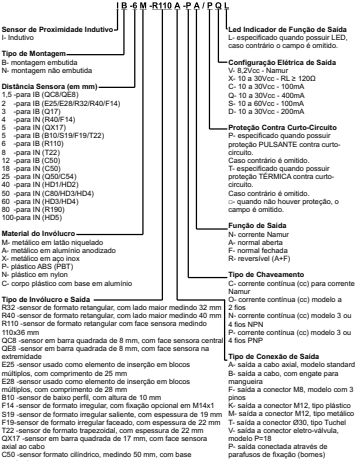 I B -6 M -R110 A -P A / P Q L
Sensor de Proximidade Indutivo
I- Indutivo
Tipo de Montagem
B- montagem embutida
N- montagem não embutida
Distância Sensora (em mm)
1,5 -para IB (QC8/QE8)
2 -para IB (E25/E28/R32/R40/F14)
3 -para IB (Q17)
4 -para IN (R40/F14)
5 -para IN (QX17)
5 -para IB (B10/S19/F19/T22)
6 -para IB (R110)
8 -para IN (T22)
12 -para IB (C50)
18 -para IN (C50)
25 -para IN (Q50/C54)
40 -para IN (HD1/HD2)
50 -para IN (C80/HD3/HD4)
60 -para IN (HD3/HD4)
80 -para IN (R190)
100-para IN (HD5)
Material do Invólucro
M- metálico em latão niquelado
A- metálico em alumínio anodizado
X- metálico em aço inox
P- plástico ABS (PBT)
N- plástico em nylon
C- corpo plástico com base em alumínio
Tipo de Invólucro e Saída
R32 -sensor de formato retangular, com lado maior medindo 32 mm
R40 -sensor de formato retangular, com lado maior medindo 40 mm
R110 -sensor de formato retangular com face sensora medindo
110x36 mm
QC8 -sensor em barra quadrada de 8 mm, com face sensora central
QE8 -sensor em barra quadrada de 8 mm, com face sensora na
extremidade
E25 -sensor usado como elemento de inserção em blocos
múltiplos, com comprimento de 25 mm
E28 -sensor usado como elemento de inserção em blocos
múltiplos, com comprimento de 28 mm
B10 -sensor de baixo perfil, com altura de 10 mm
F14 -sensor de formato irregular, com fixação opcional em M14x1
S19 -sensor de formato irregular saliente, com espessura de 19 mm
F19-sensor de formato irregular faceado, com espessura de 22 mm
T22 -sensor de formato trapezoidal, com espessura de 22 mm
QX17 -sensor em barra quadrada de 17 mm, com face sensora
axial ao cabo
C50 -sensor formato cilíndrico, medindo 50 mm, com base
Led Indicador de Função de Saída
L- especificado quando possuir LED,
caso contrário o campo é omitido.
Configuração Elétrica de Saída
V- 8,2Vcc - Namur
X- 10 a 30Vcc - RL ≥ 120Ω
C- 10 a 30Vcc - 100mA
Q- 10 a 30Vcc - 400mA
S- 10 a 60Vcc - 100mA
D- 10 a 30Vcc - 200mA
Proteção Contra Curto-Circuito
P- especificado quando possuir
proteção PULSANTE contra curto-
circuito.
Caso contrário é omitido.
T- especificado quando possuir
proteção TÉRMICA contra curto-
circuito.
Caso contrário é omitido.
□- quando não houver proteção, o
campo é omitido.
Função de Saída
N- corrente Namur
A- normal aberta
F- normal fechada
R- reversível (A+F)
Tipo de Chaveamento
C- corrente contínua (cc) para corrente
Namur
O- corrente contínua (cc) modelo a
2 fios
N- corrente contínua (cc) modelo 3 ou
4 fios NPN
P- corrente contínua (cc) modelo 3 ou
4 fios PNP
Tipo de Conexão de Saída
A- saída a cabo axial, modelo standard
B- saída a cabo, com engate para
mangueira
F- saída a conector M8, modelo com 3
pinos
K- saída a conector M12, tipo plástico
M- saída a conector M12, tipo metálico
T- saída a conector Ø30, tipo Tuchel
V- saída a conector eletro-válvula,
modelo P=18
P- saída conectada através de
parafusos de fixação (bornes)